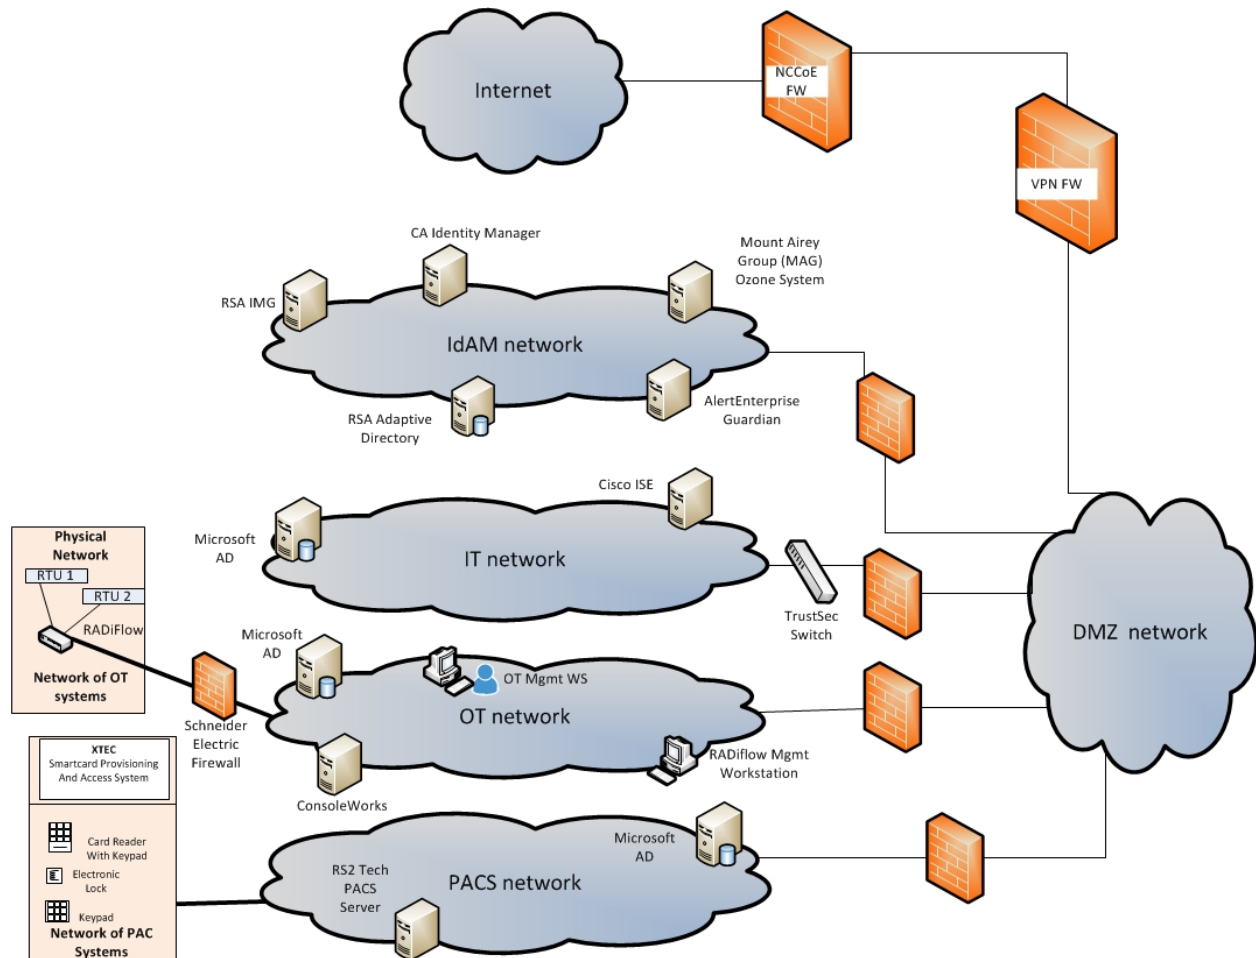 Internet
NCCoE
FW
VPN FW
CA Identity Manager
Mount Airey
Group (MAG)
Ozone System
RSA IMG
IdAM network
RSA Adaptive
Directory
AlertEnterprise
Guardian
Cisco ISE
Microsoft
AD
IT network
TrustSec
Switch
DMZ network
Physical
Network
RTU 1
RTU 2
RADiFlow
Network of OT
systems
Microsoft
AD
OT Mgmt WS
OT network
Schneider
Electric
Firewall
RADiflow Mgmt
Workstation
ConsoleWorks
XTEC
Smartcard Provisioning
And Access System
Card Reader
With Keypad
Electronic
Lock
Keypad
Network of PAC
Systems
Microsoft
AD
RS2 Tech
PACS
Server
PACS network